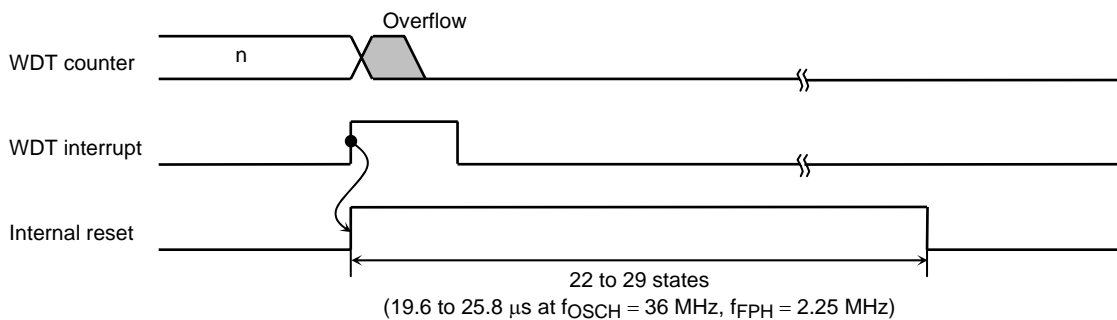 Overflow
WDT counter
n
WDT interrupt
Internal reset
22 to 29 states
(19.6 to 25.8 μs at fOSCH = 36 MHz, fFPH = 2.25 MHz)